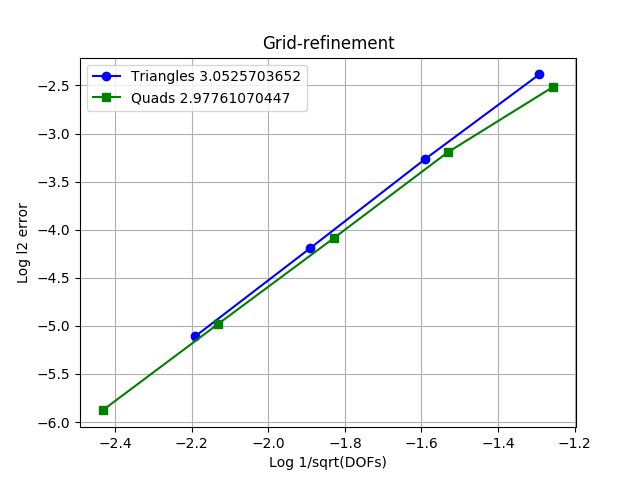 Grid-refinement
Triangles 3.0525703652
Quads 2.97761070447
−2.5
−3.0
−3.5
−4.0
−4.5
−5.0
−5.5
−6.0
Log l2 error
−2.4 −2.2 −2.0 −1.8 −1.6 −1.4 −1.2
Log 1/sqrt(DOFs)